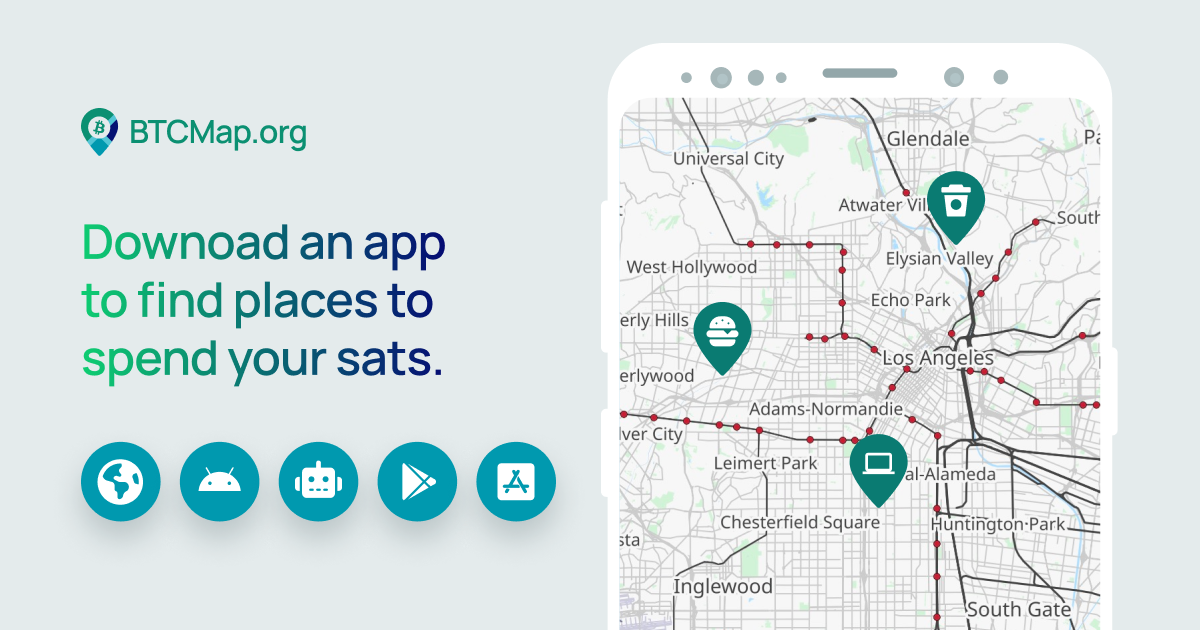 BTCMap.org
Downoad an app
to find places to
spend your sats.
Glendale
Pa
Universal City
Atwater Vil
South
Elysian Valley
West Hollywood
Echo Park
erly Hills
Los Angeles
erlywood
Adams-Normandie
lver City
Leimert Park
al-Alameda
Chesterfield Square
Huntington Park
sta
Inglewood
South Gate